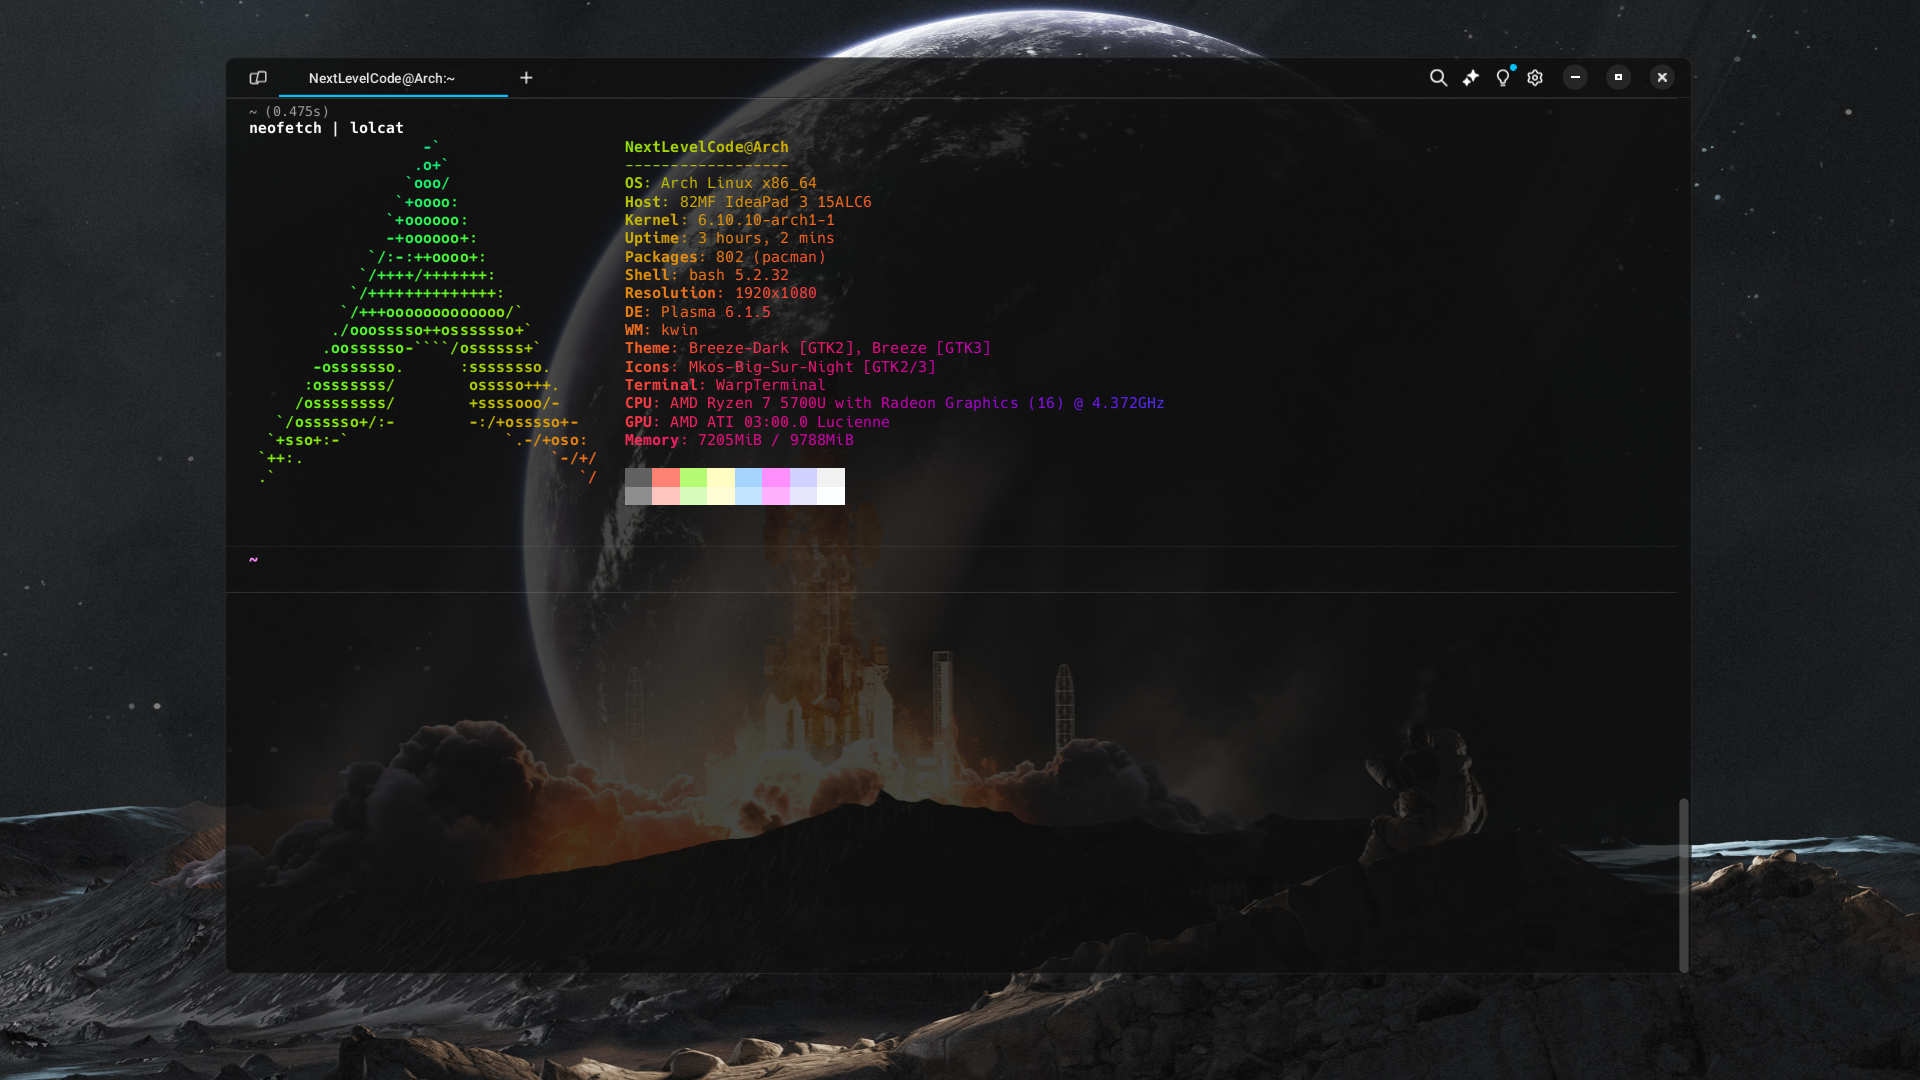 NextLevelCode@Arch:~
~ (0.475s)
neofetch | lolcat
                   -`
                  .o+`
                 `ooo/
                `+oooo:
               `+oooooo:
               -+oooooo+:
             `/:-:++oooo+:
            `/++++/+++++++:
           `/++++++++++++++:
          `/+++ooooooooooooo/`
         ./ooosssso++osssssso+`
        .oossssso-````/ossssss+`
       -osssssso.      :ssssssso.
      :osssssss/        osssso+++.
     /ossssssss/        +ssssooo/-
   `/ossssso+/:-        -:/+osssso+-
  `+sso+:-`                 `.-/+oso:
 `++:.                           `-/+/
 .`                                 `/
NextLevelCode@Arch
------------------
OS: Arch Linux x86_64
Host: 82MF IdeaPad 3 15ALC6
Kernel: 6.10.10-arch1-1
Uptime: 3 hours, 2 mins
Packages: 802 (pacman)
Shell: bash 5.2.32
Resolution: 1920x1080
DE: Plasma 6.1.5
WM: kwin
Theme: Breeze-Dark [GTK2], Breeze [GTK3]
Icons: Mkos-Big-Sur-Night [GTK2/3]
Terminal: WarpTerminal
CPU: AMD Ryzen 7 5700U with Radeon Graphics (16) @ 4.372GHz
GPU: AMD ATI 03:00.0 Lucienne
Memory: 7205MiB / 9788MiB
~